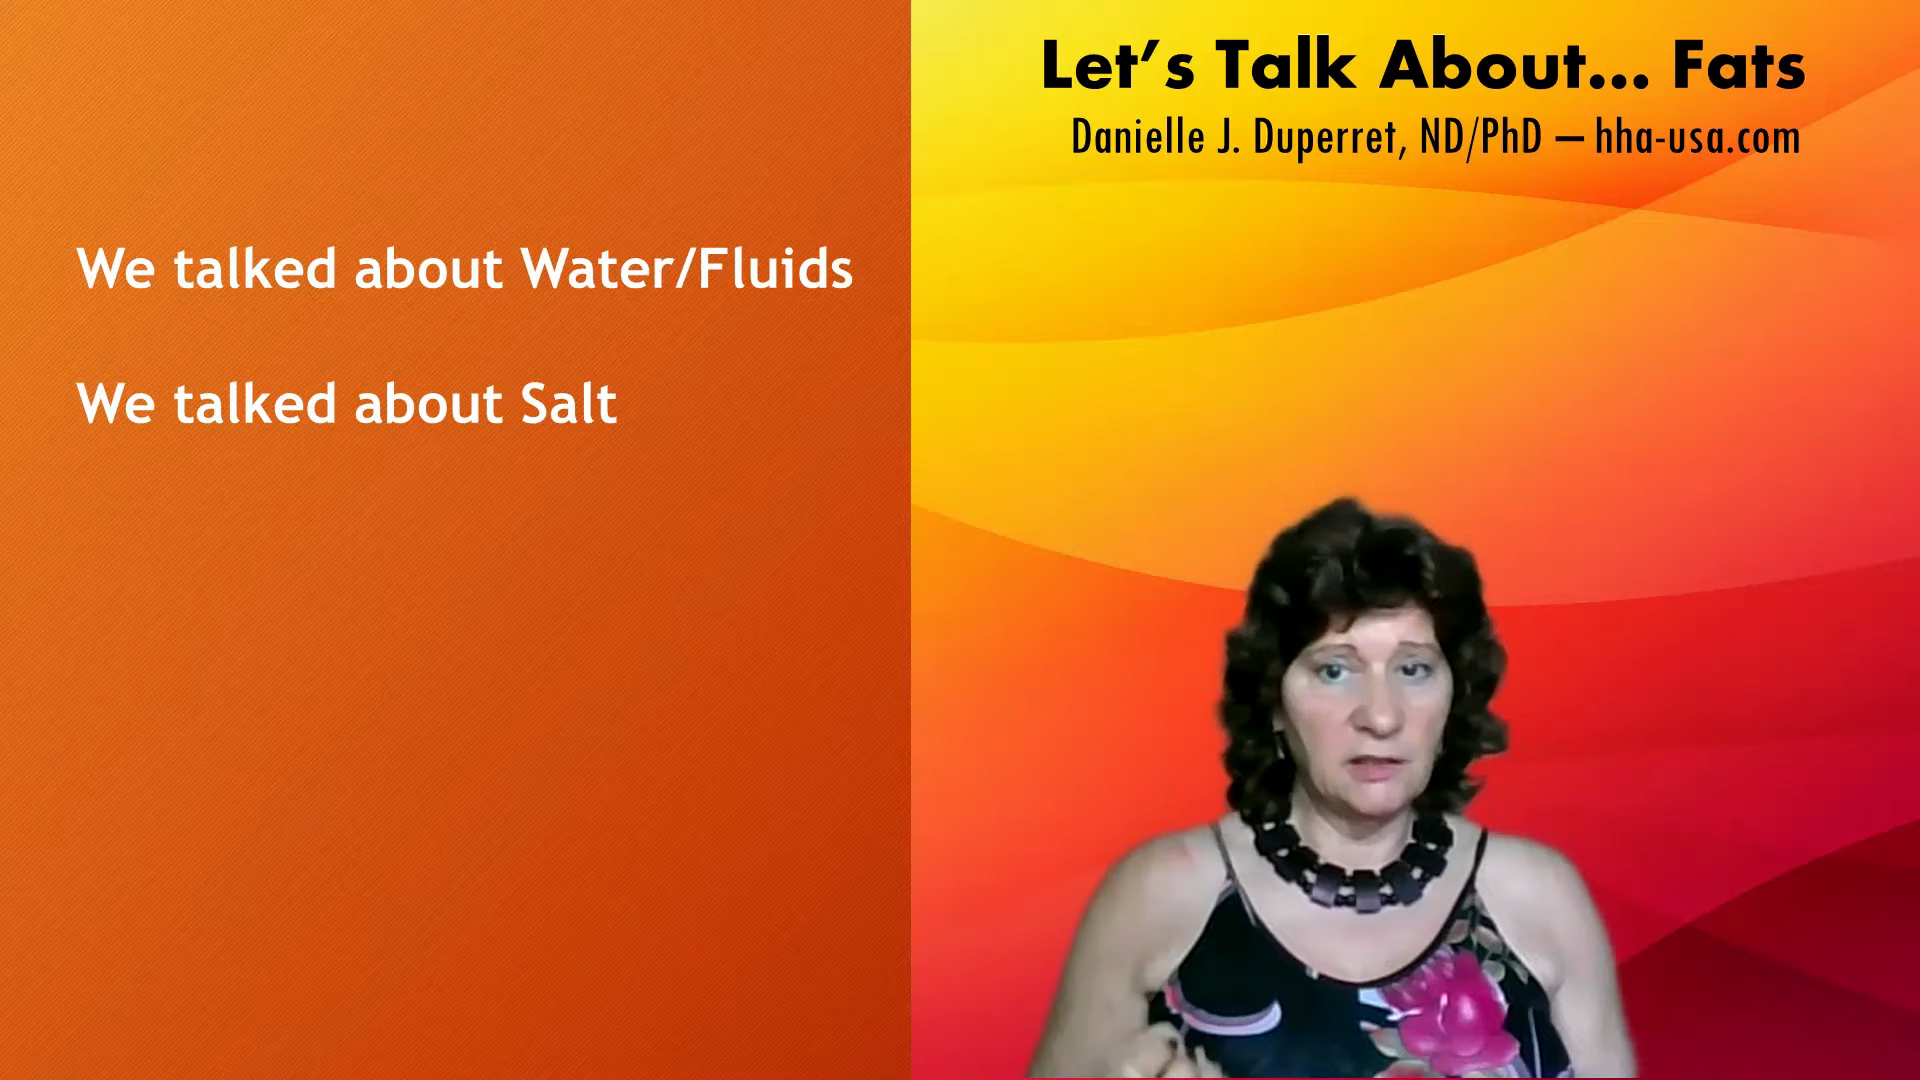 Let’s Talk About... Fats
Danielle J. Duperret, ND/PhD – hha-usa.com
We talked about Water/Fluids
We talked about Salt